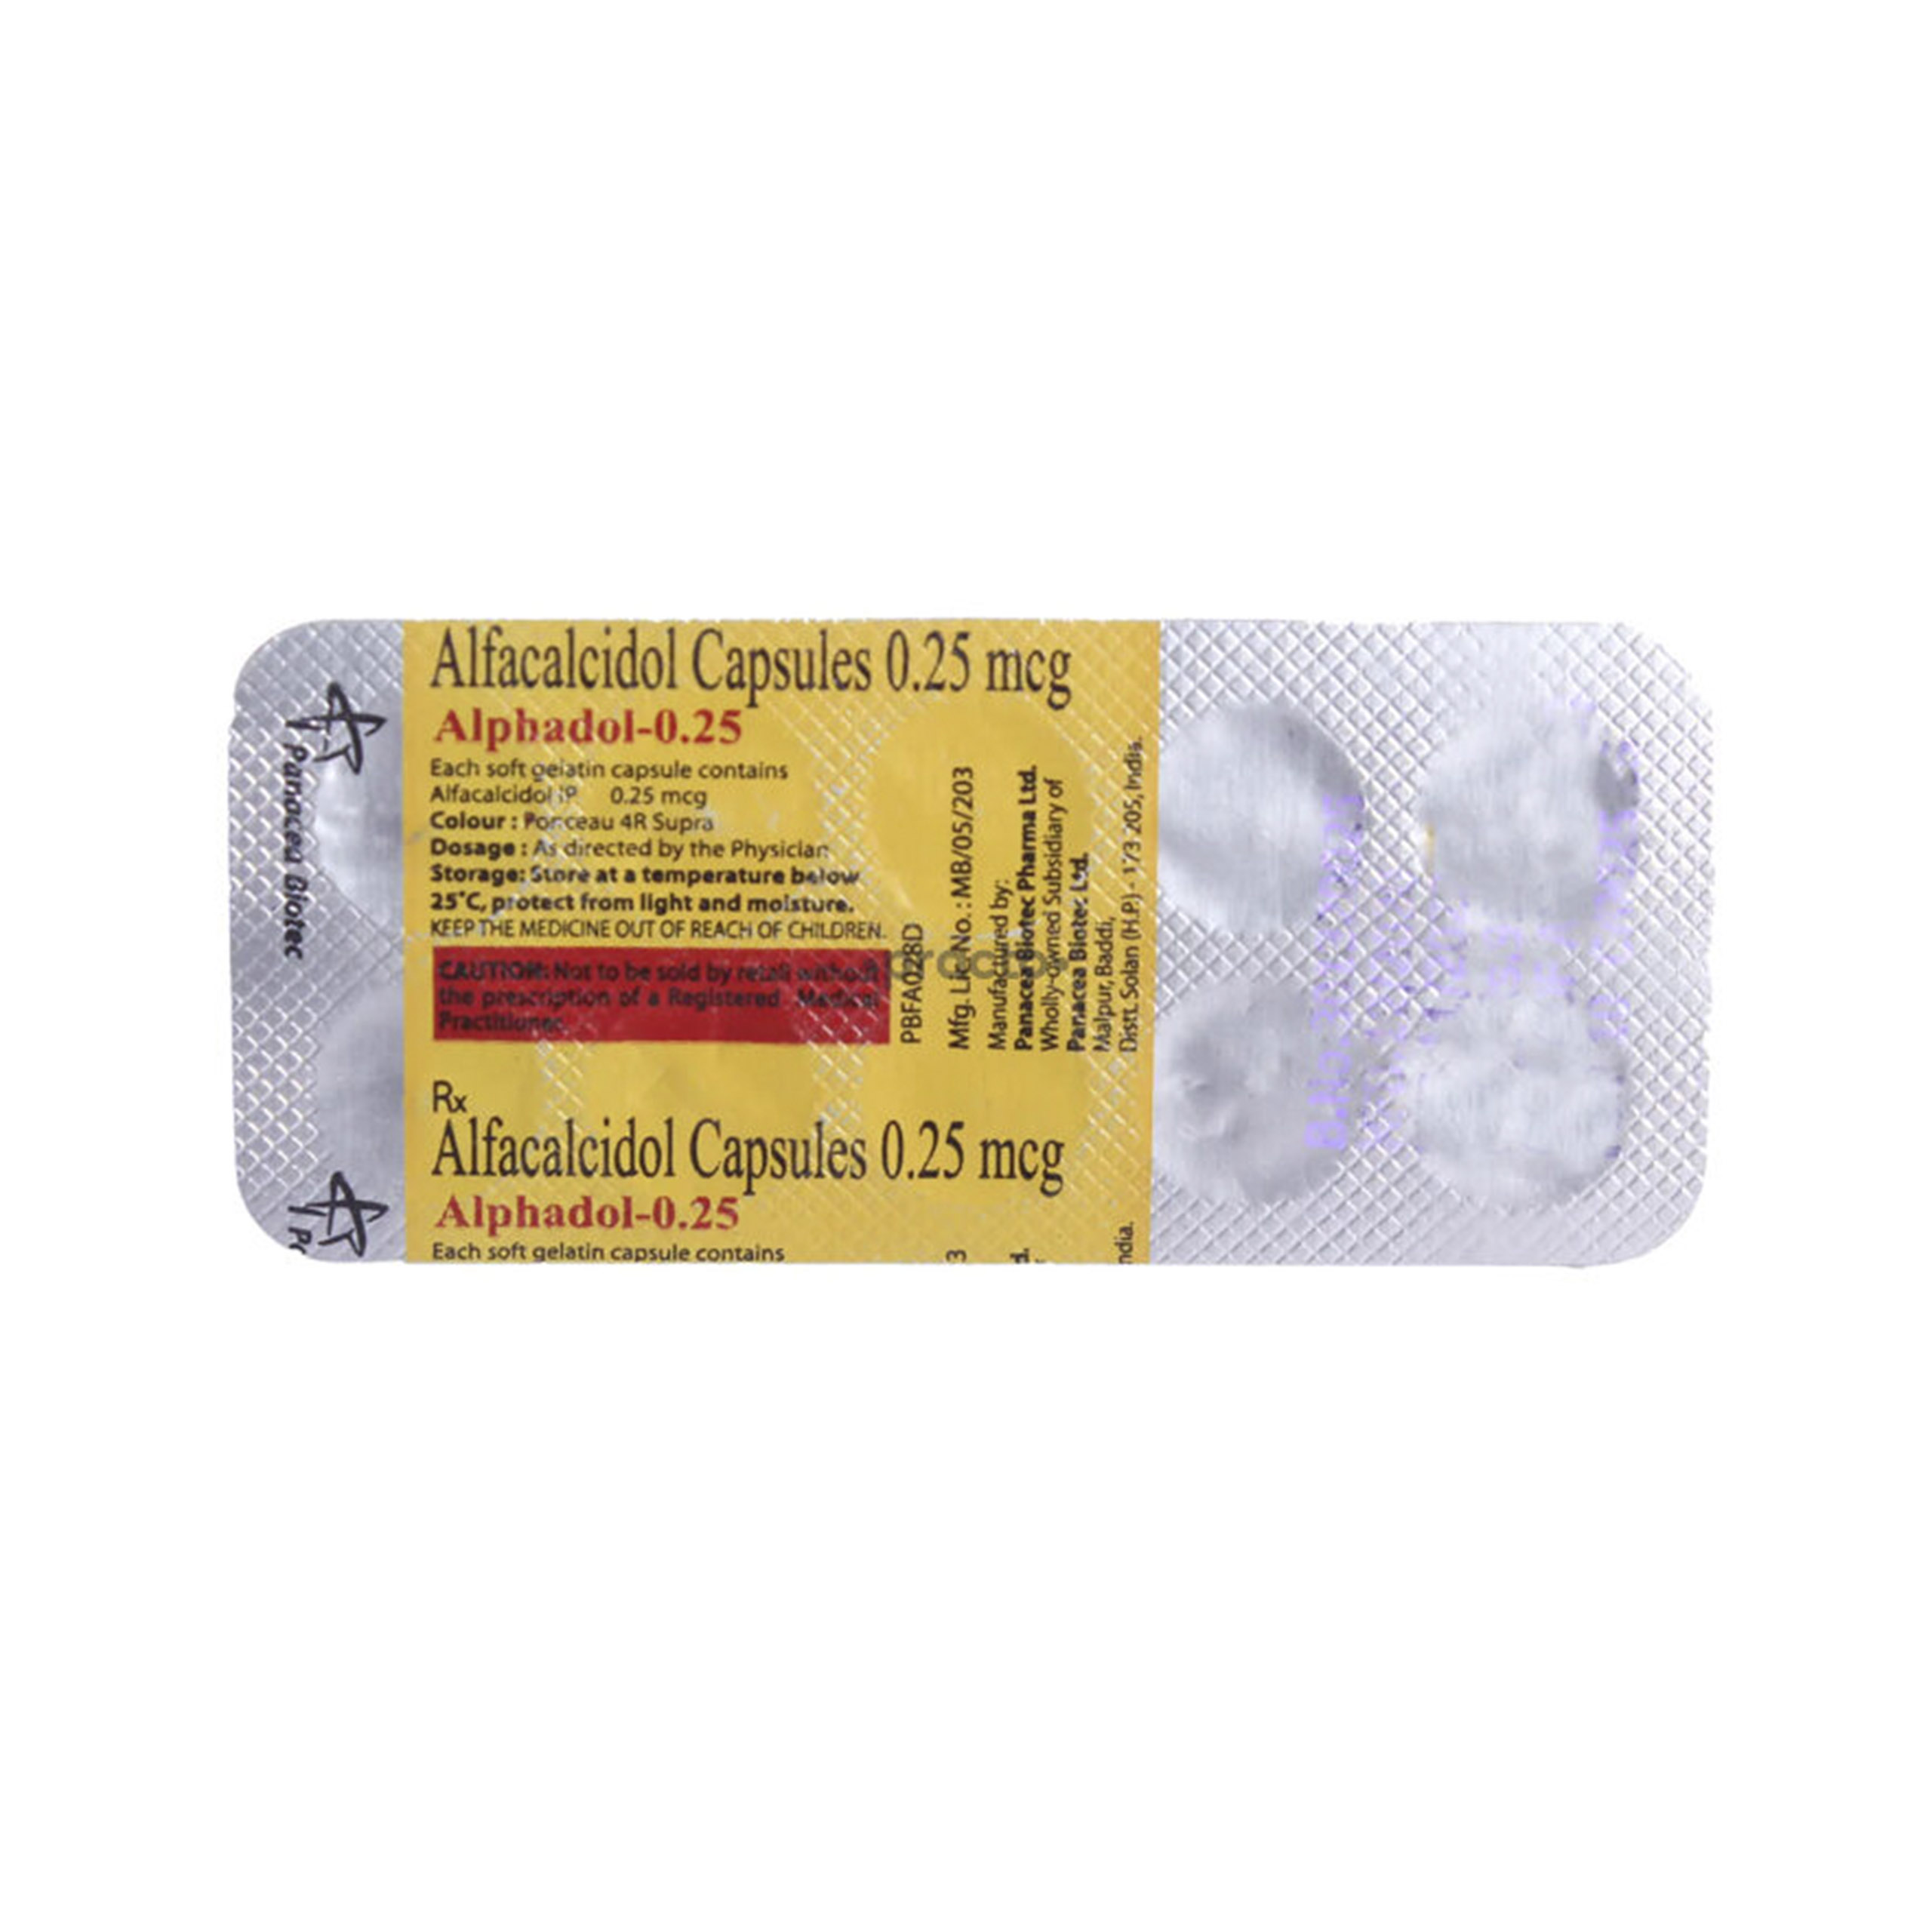 Panacea Biotec
Alfacalcidol Capsules 0.25 mcg
Alphadol-0.25
Each soft gelatin capsule contains
Alfacalcidol IP 0.25 mcg
Colour : Ponceau 4R Supra
Dosage : As directed by the Physician
Storage: Store at a temperature below
25°C, protect from light and moisture.
KEEP THE MEDICINE OUT OF REACH OF CHILDREN.
CAUTION: Not to be sold by retail without
the prescription of a Registered Medical
Practitioner.
PBFA028D
Mfg. Lic. No. : MB/05/203
Manufactured by:
Panacea Biotec Pharma Ltd.
Wholly-owned Subsidiary of
Panacea Biotec Ltd.
Malpur, Baddi,
Distt. Solan (H.P.) - 173 205, India.
Rx
Alfacalcidol Capsules 0.25 mcg
Alphadol-0.25
Each soft gelatin capsule contains
3
d.
ndia.
B.No.